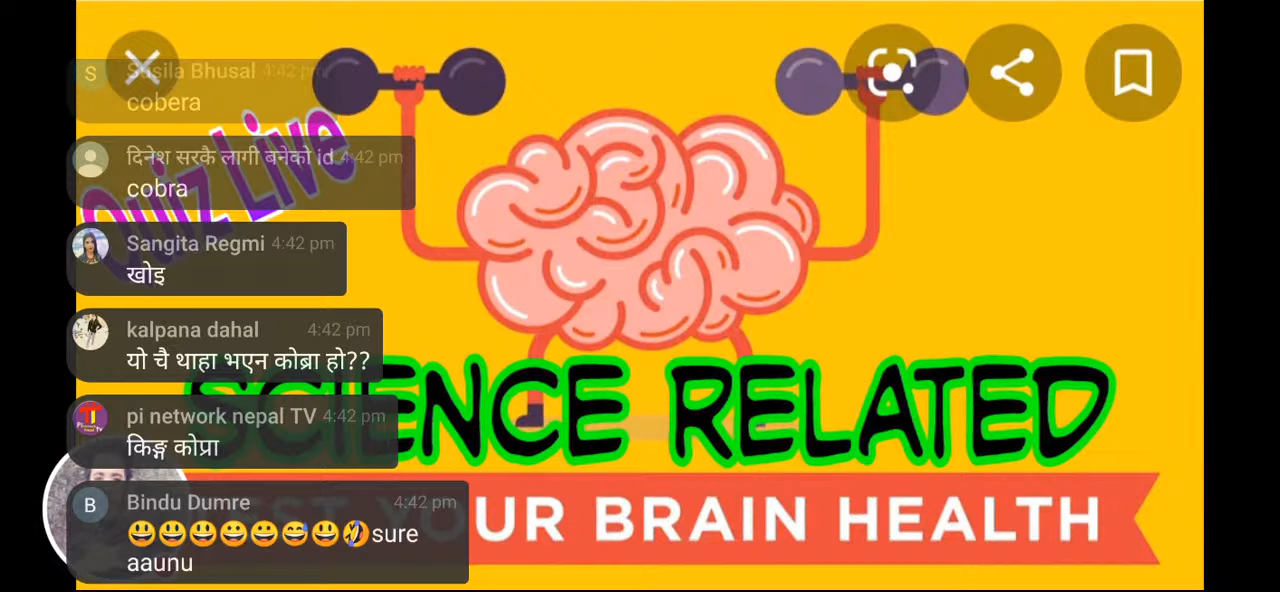 S
Susila Bhusal 4:42 pm
cobera
Quiz Live
दिनेश सरकै लागी बनेको id 4:42 pm
cobra
Sangita Regmi 4:42 pm
खोइ
kalpana dahal 4:42 pm
यो चै थाहा भएन कोब्रा हो??
SCIENCE RELATED
pi network nepal TV 4:42 pm
किङ्ग कोप्रा
B
Bindu Dumre 4:42 pm
😃😃😃😀😀😅😃🤣sure
aaunu
TEST YOUR BRAIN HEALTH